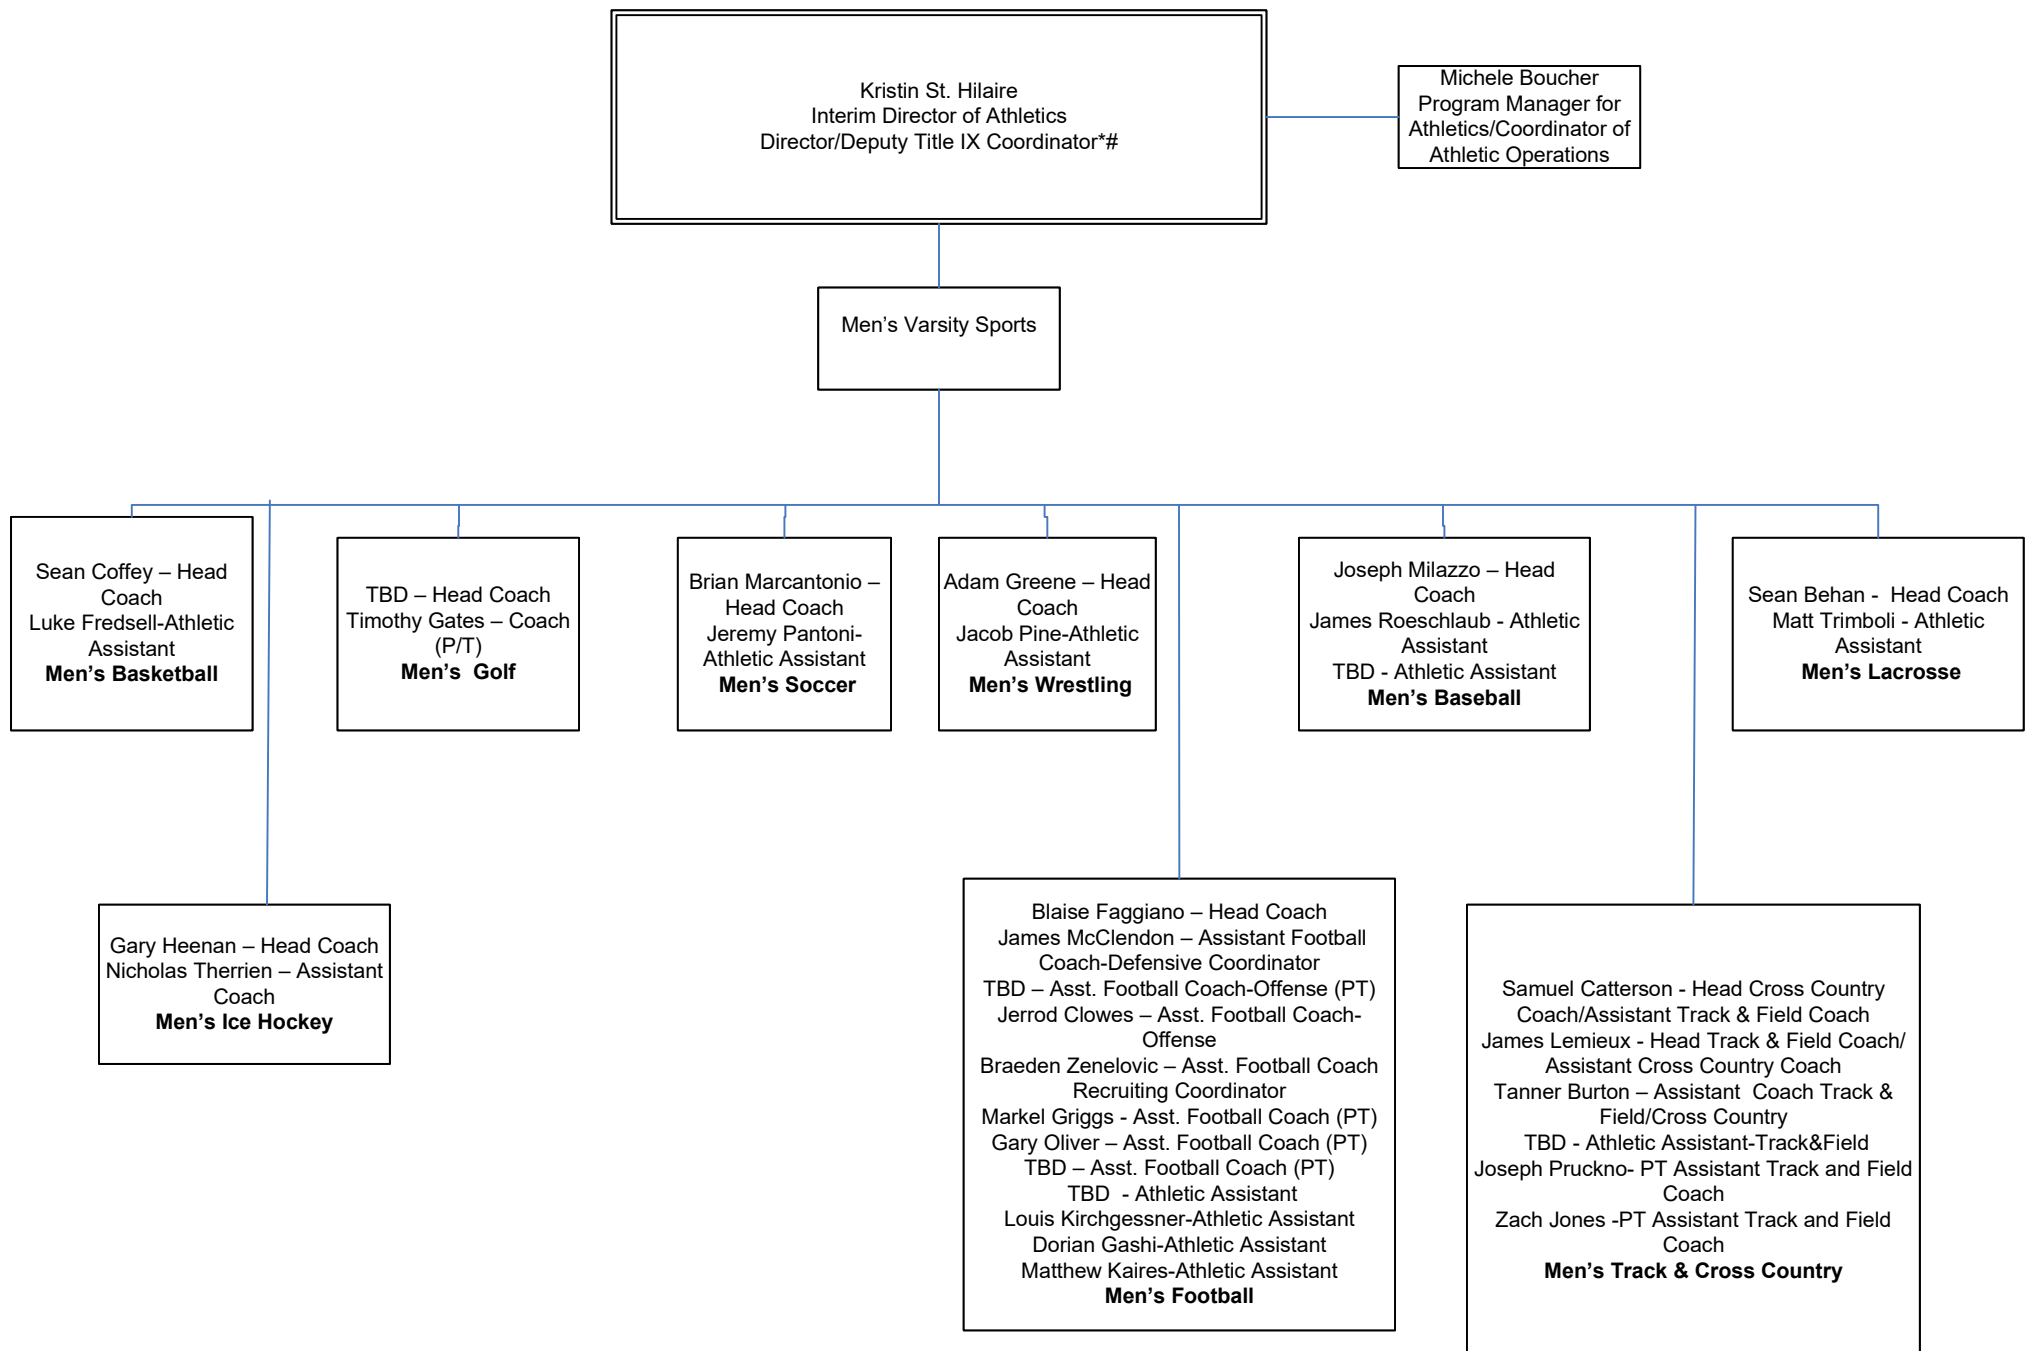 Kristin St. Hilaire
Interim Director of Athletics
Director/Deputy Title IX Coordinator*#
Michele Boucher
Program Manager for
Athletics/Coordinator of
Athletic Operations
Men’s Varsity Sports
Sean Coffey – Head
Coach
Luke Fredsell-Athletic
Assistant
Men’s Basketball
TBD – Head Coach
Timothy Gates – Coach
(P/T)
Men’s  Golf
Brian Marcantonio –
Head Coach
Jeremy Pantoni-
Athletic Assistant
Men’s Soccer
Adam Greene – Head
Coach
Jacob Pine-Athletic
Assistant
Men’s Wrestling
Joseph Milazzo – Head
Coach
James Roeschlaub - Athletic
Assistant
TBD - Athletic Assistant
Men’s Baseball
Sean Behan -  Head Coach
Matt Trimboli - Athletic
Assistant
Men’s Lacrosse
Gary Heenan – Head Coach
Nicholas Therrien – Assistant
Coach
Men’s Ice Hockey
Blaise Faggiano – Head Coach
James McClendon – Assistant Football
Coach-Defensive Coordinator
TBD – Asst. Football Coach-Offense (PT)
Jerrod Clowes – Asst. Football Coach-
Offense
Braeden Zenelovic – Asst. Football Coach
Recruiting Coordinator
Markel Griggs - Asst. Football Coach (PT)
Gary Oliver – Asst. Football Coach (PT)
TBD – Asst. Football Coach (PT)
TBD  - Athletic Assistant
Louis Kirchgessner-Athletic Assistant
Dorian Gashi-Athletic Assistant
Matthew Kaires-Athletic Assistant
Men’s Football
Samuel Catterson - Head Cross Country
Coach/Assistant Track & Field Coach
James Lemieux - Head Track & Field Coach/
Assistant Cross Country Coach
Tanner Burton – Assistant  Coach Track &
Field/Cross Country
TBD - Athletic Assistant-Track&Field
Joseph Pruckno- PT Assistant Track and Field
Coach
Zach Jones -PT Assistant Track and Field
Coach
Men’s Track & Cross Country